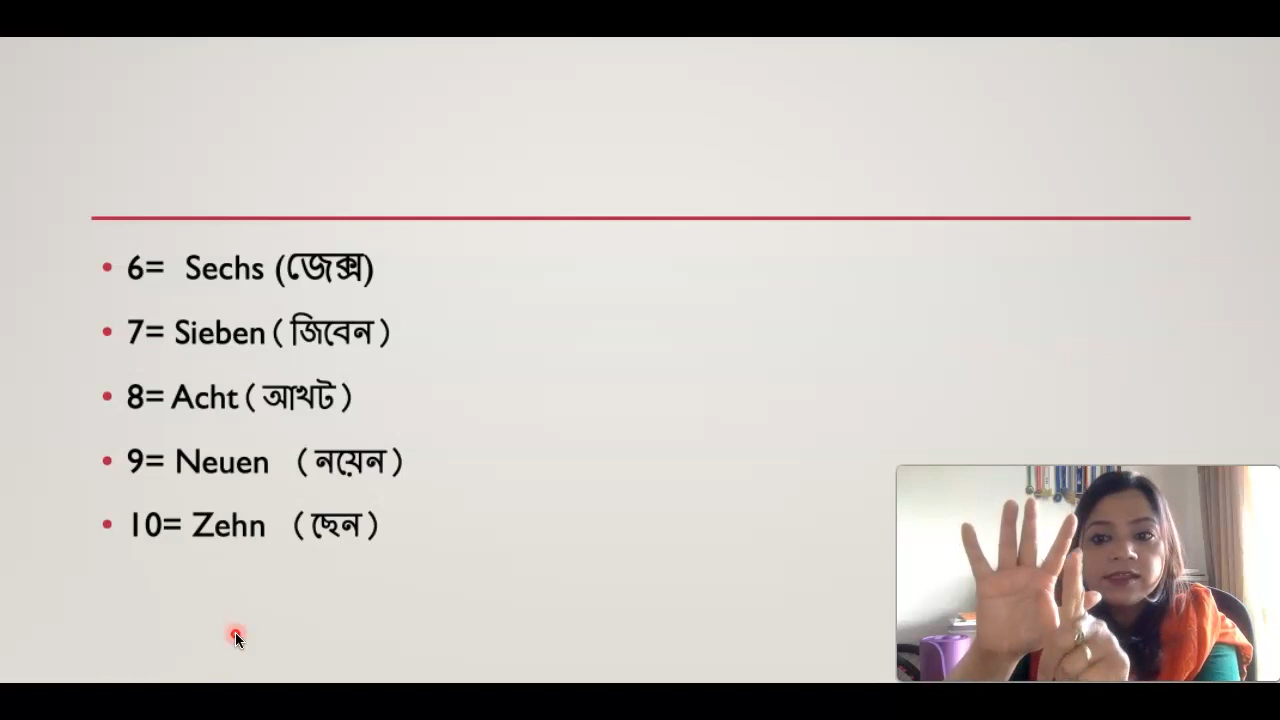 6= Sechs (জেক্স)
7= Sieben ( জিবেন )
8= Acht ( আখট )
9= Neuen ( নয়েন )
10= Zehn ( ছেন )